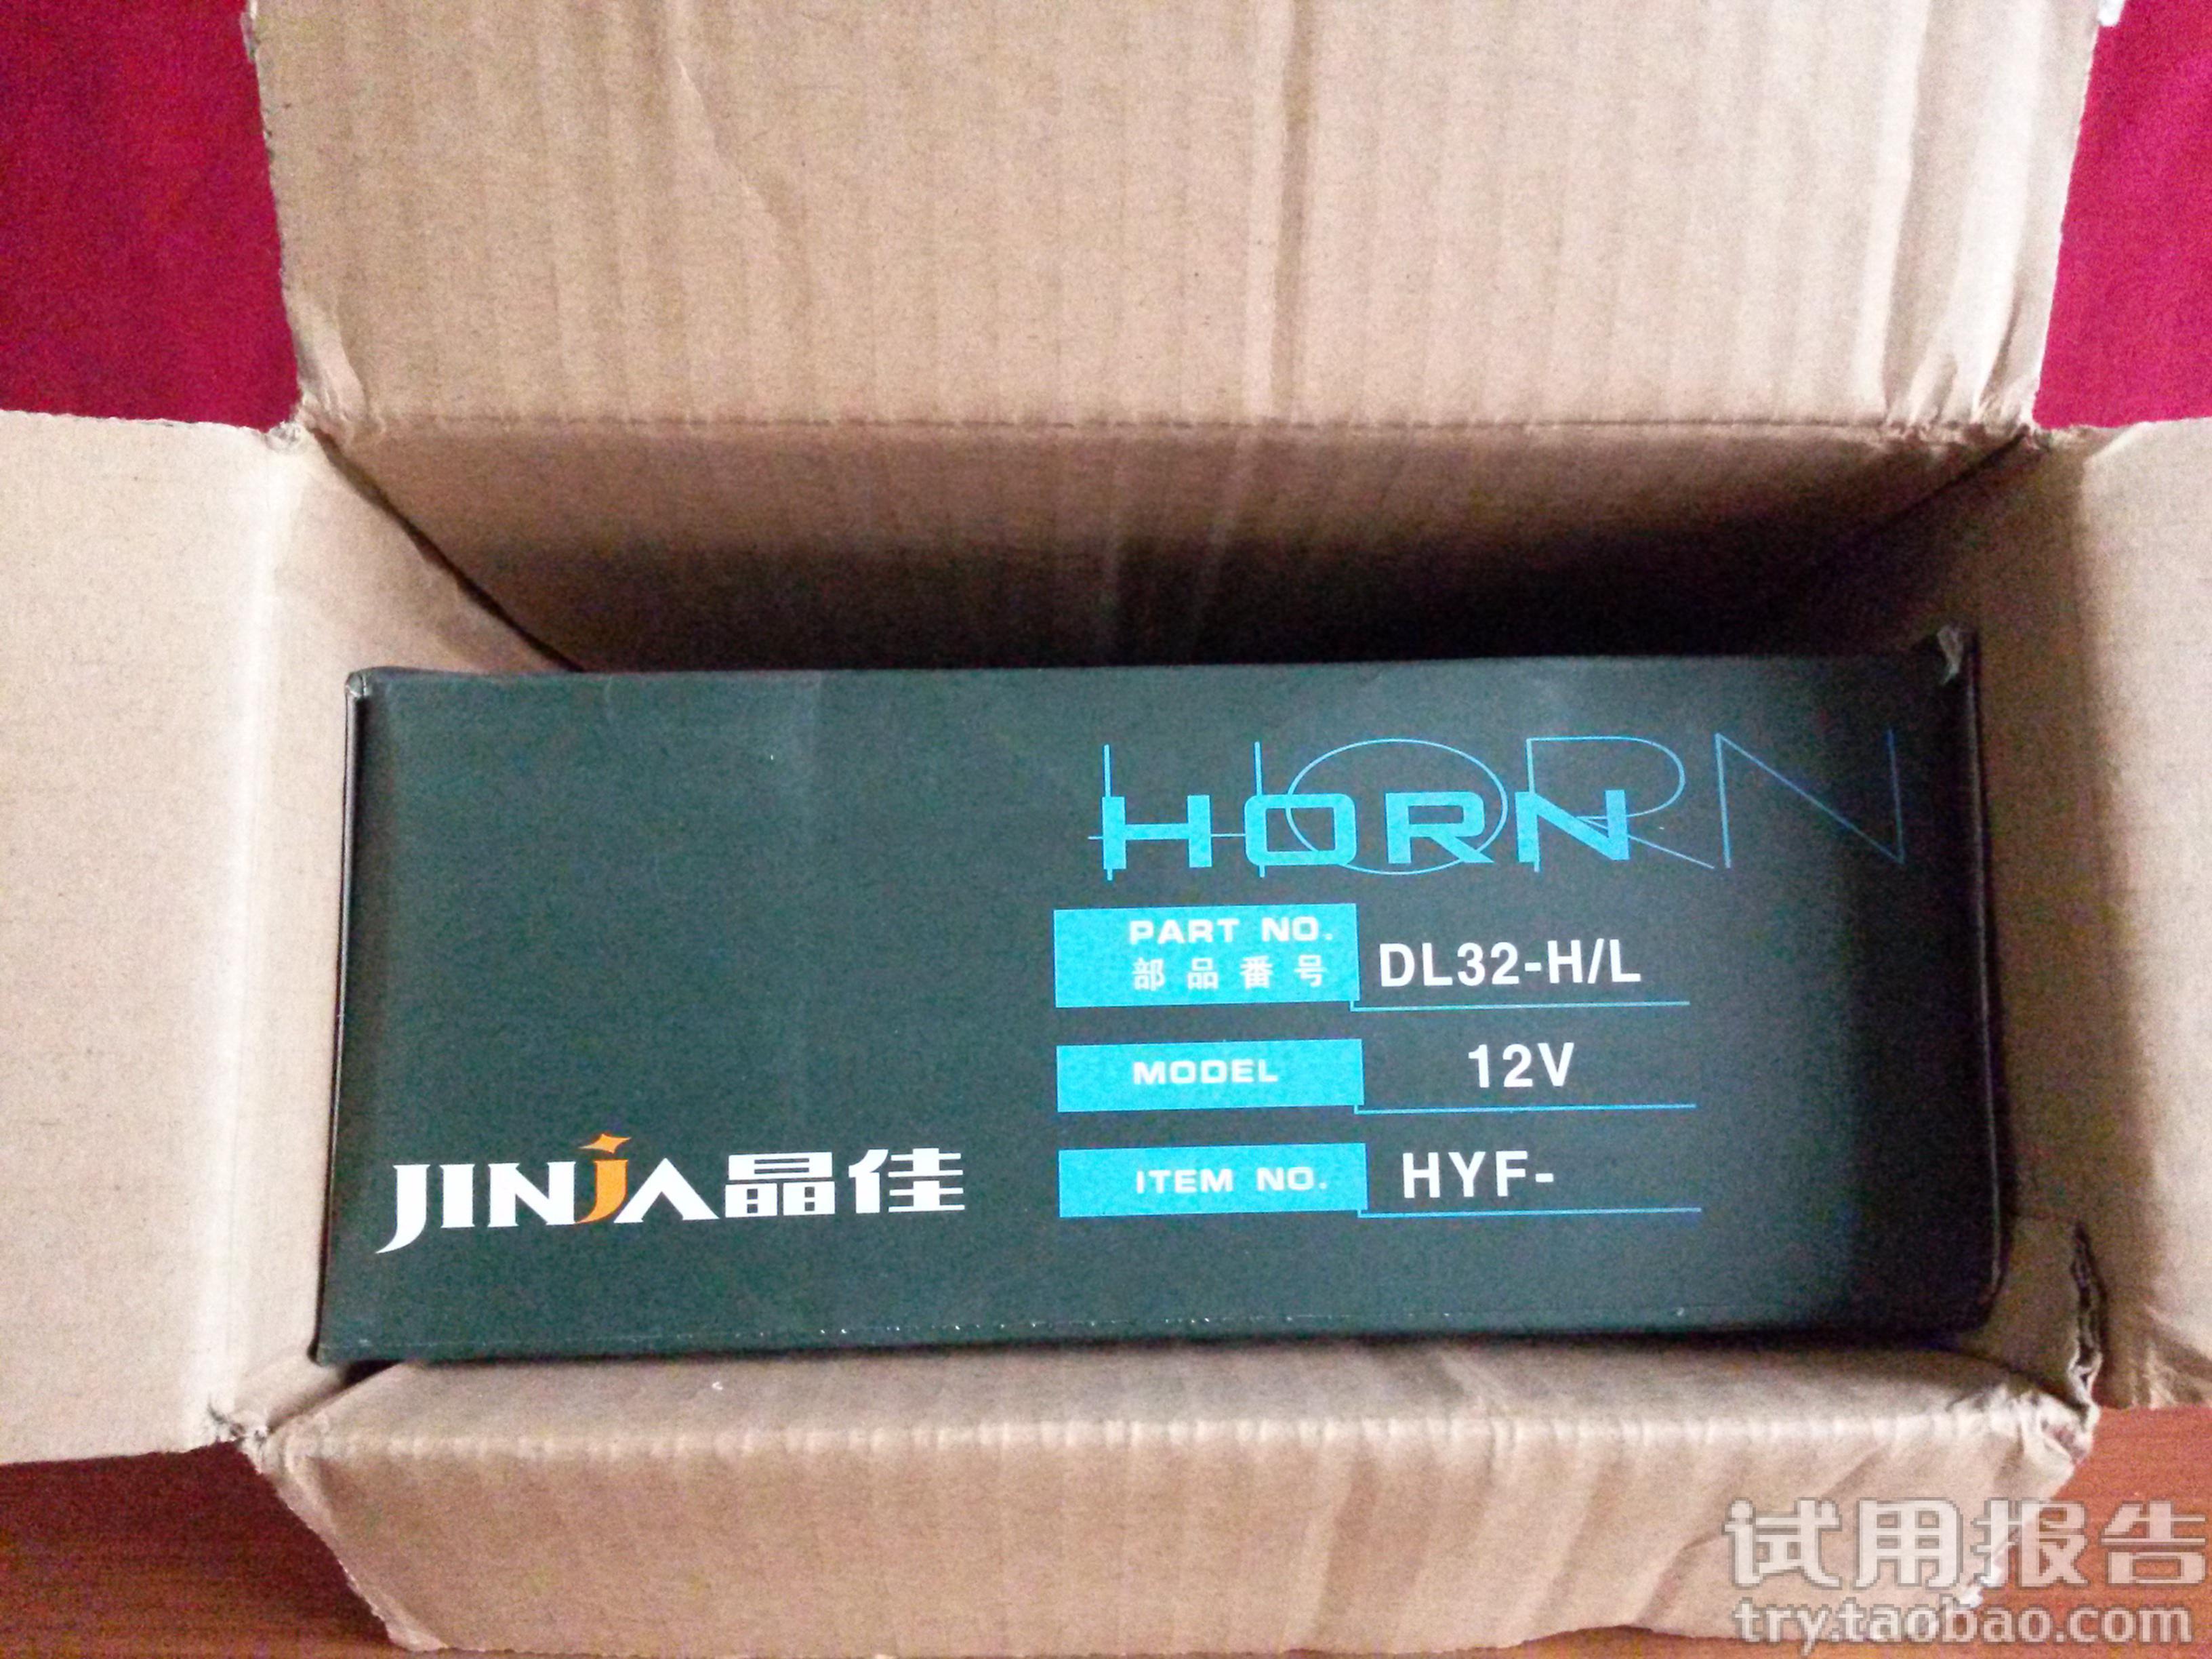 HORN
HORN
PART NO.
部品番号
DL32-H/L
MODEL
12V
ITEM NO.
HYF-
JINJA晶佳
试用报告
try.taobao.com